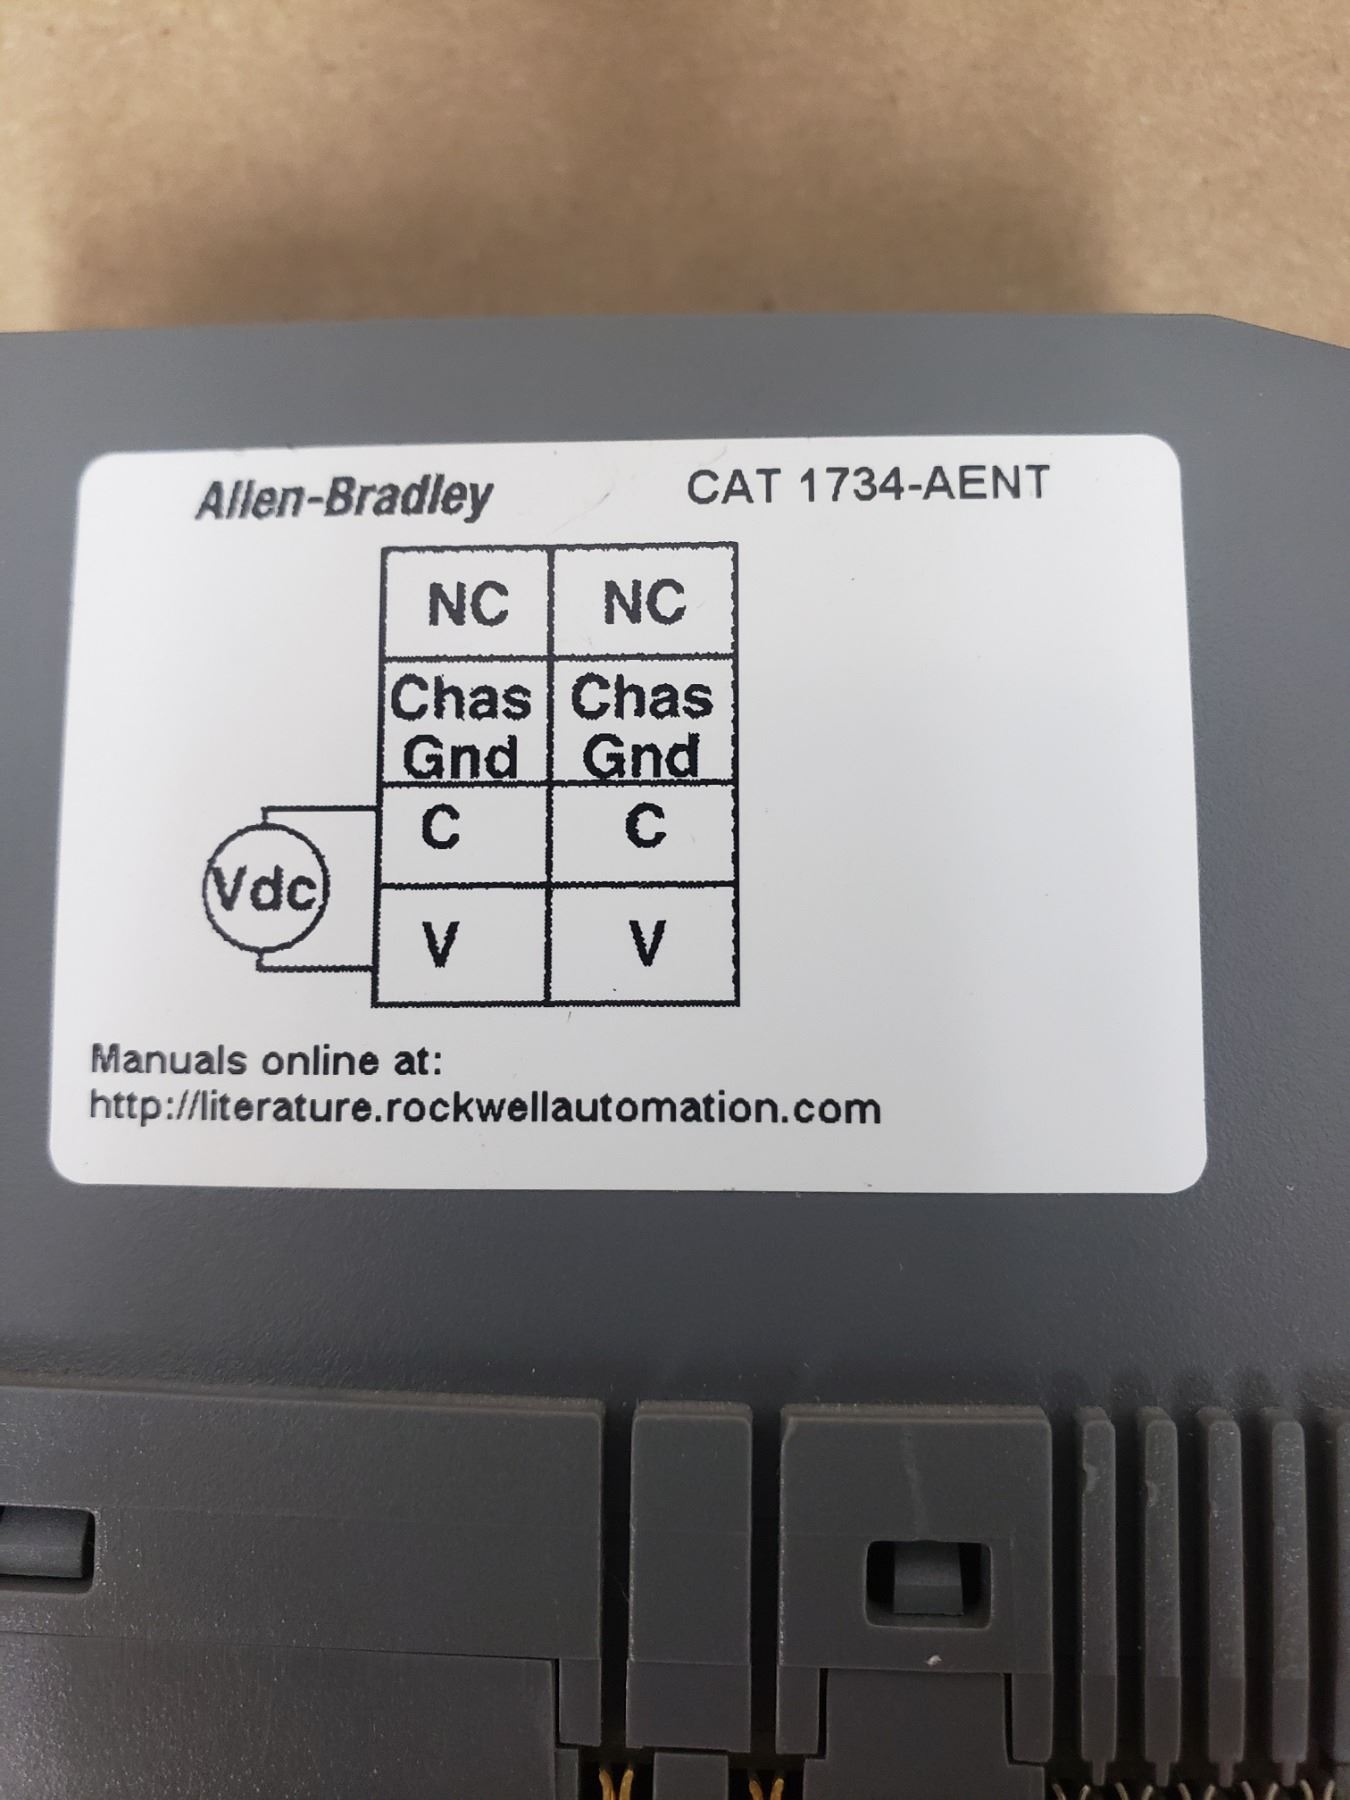 Allen-Bradley CAT 1734-AENT
NC NC
Chas Chas
Gnd Gnd
C C
Vdc
V V
Manuals online at:
http://literature.rockwellautomation.com